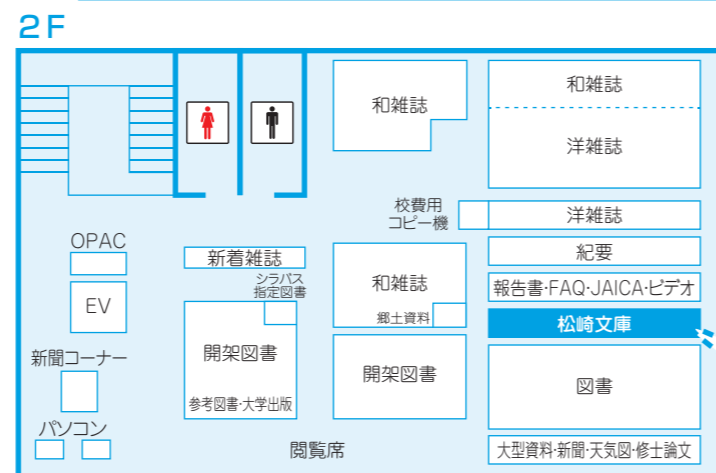 2F
和雑誌
和雑誌
洋雑誌
校費用
コピー機
洋雑誌
OPAC
新着雑誌
紀要
シラバス
指定図書
和雑誌
報告書・FAQ・JAICA・ビデオ
EV
郷土資料
松崎文庫
新聞コーナー
開架図書
開架図書
図書
参考図書・大学出版
パソコン
閲覧席
大型資料・新聞・天気図・修士論文